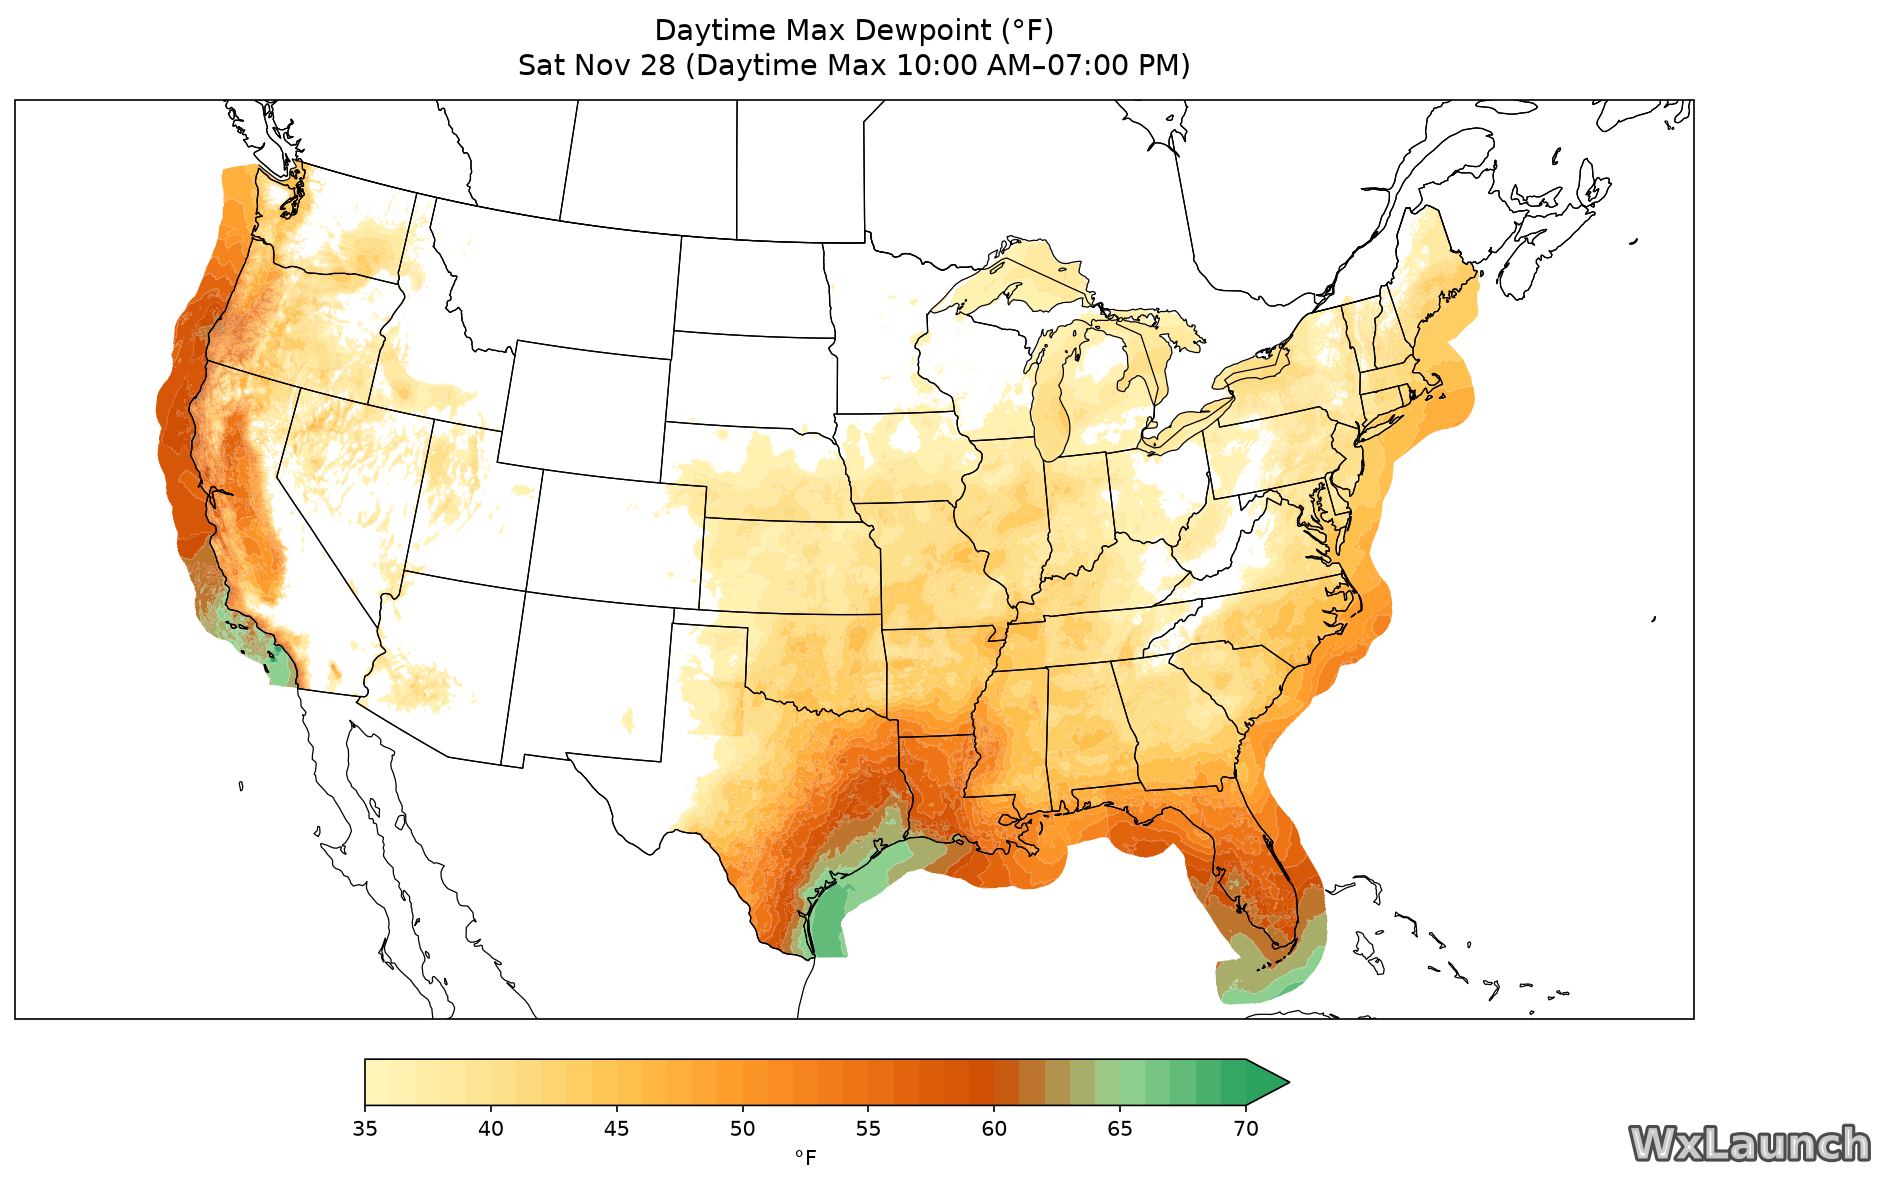 Daytime Max Dewpoint (°F)
Sat Nov 28 (Daytime Max 10:00 AM–07:00 PM)
35 40 45 50 55 60 65 70
°F
WxLaunch